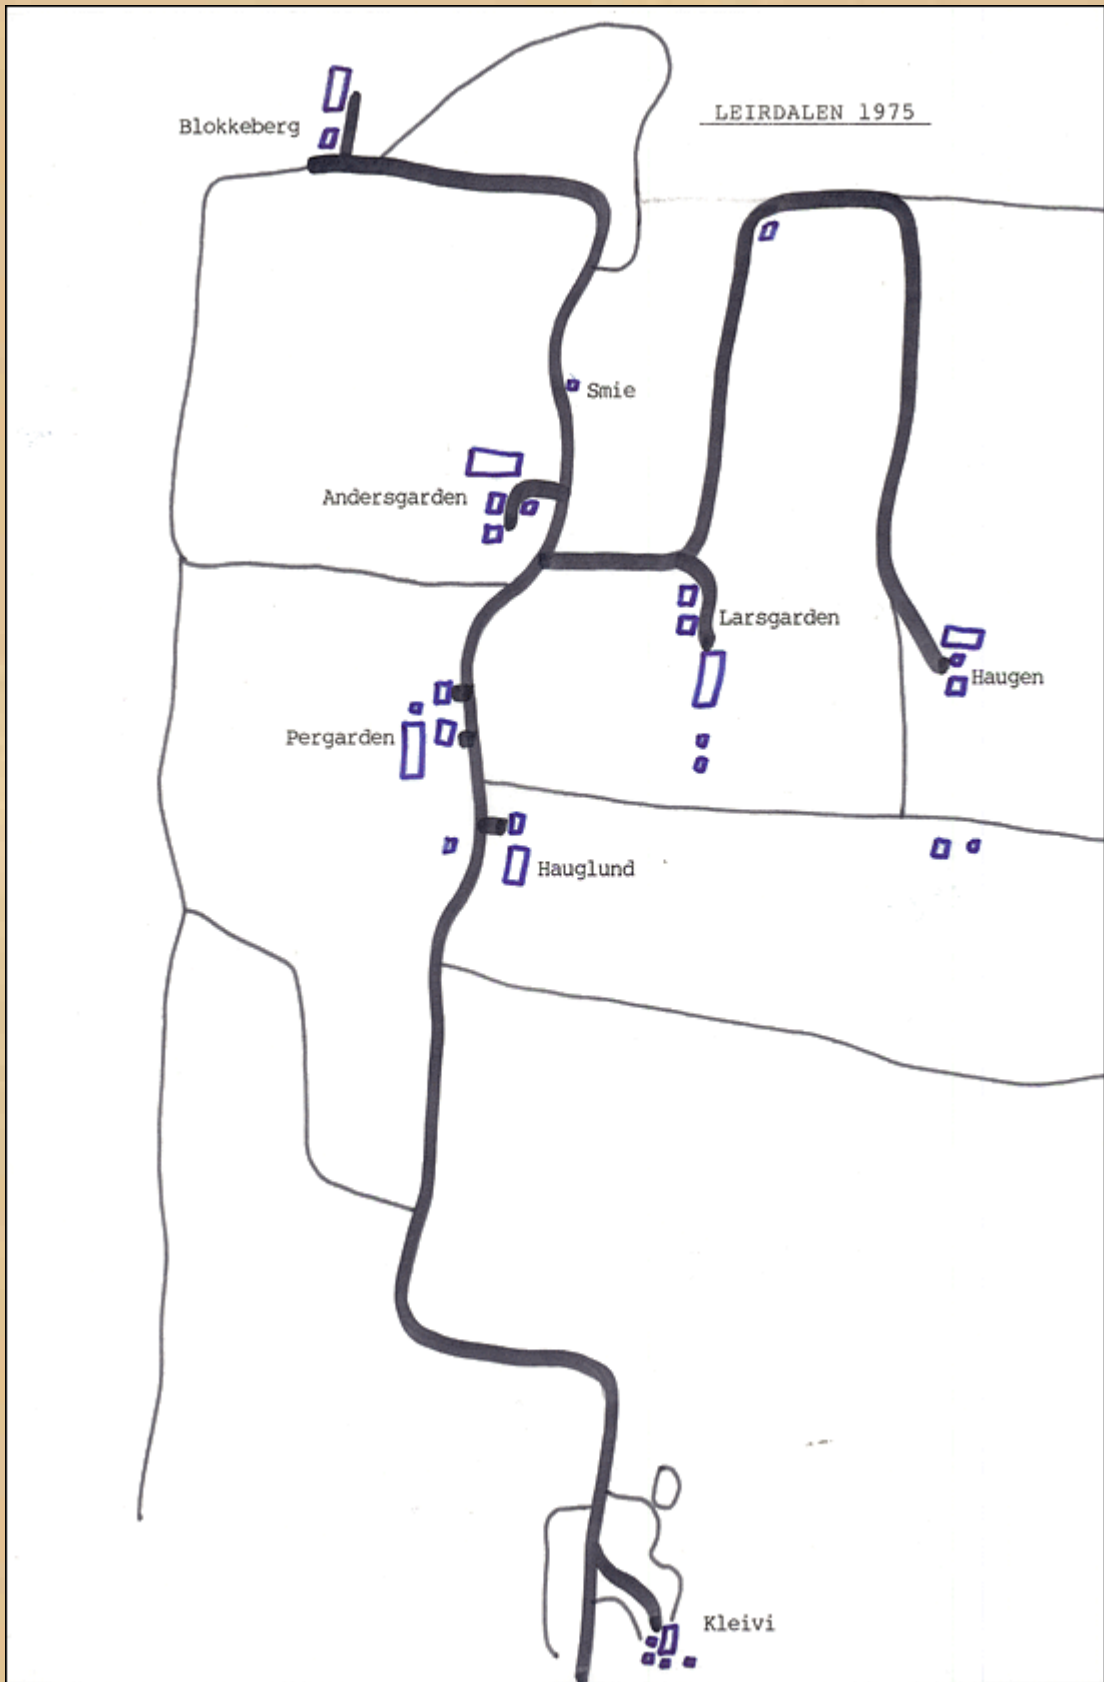 LEIRDALEN 1975
Blokkeberg
Smie
Andersgarden
Larsgarden
Haugen
Pergarden
Hauglund
Kleivi